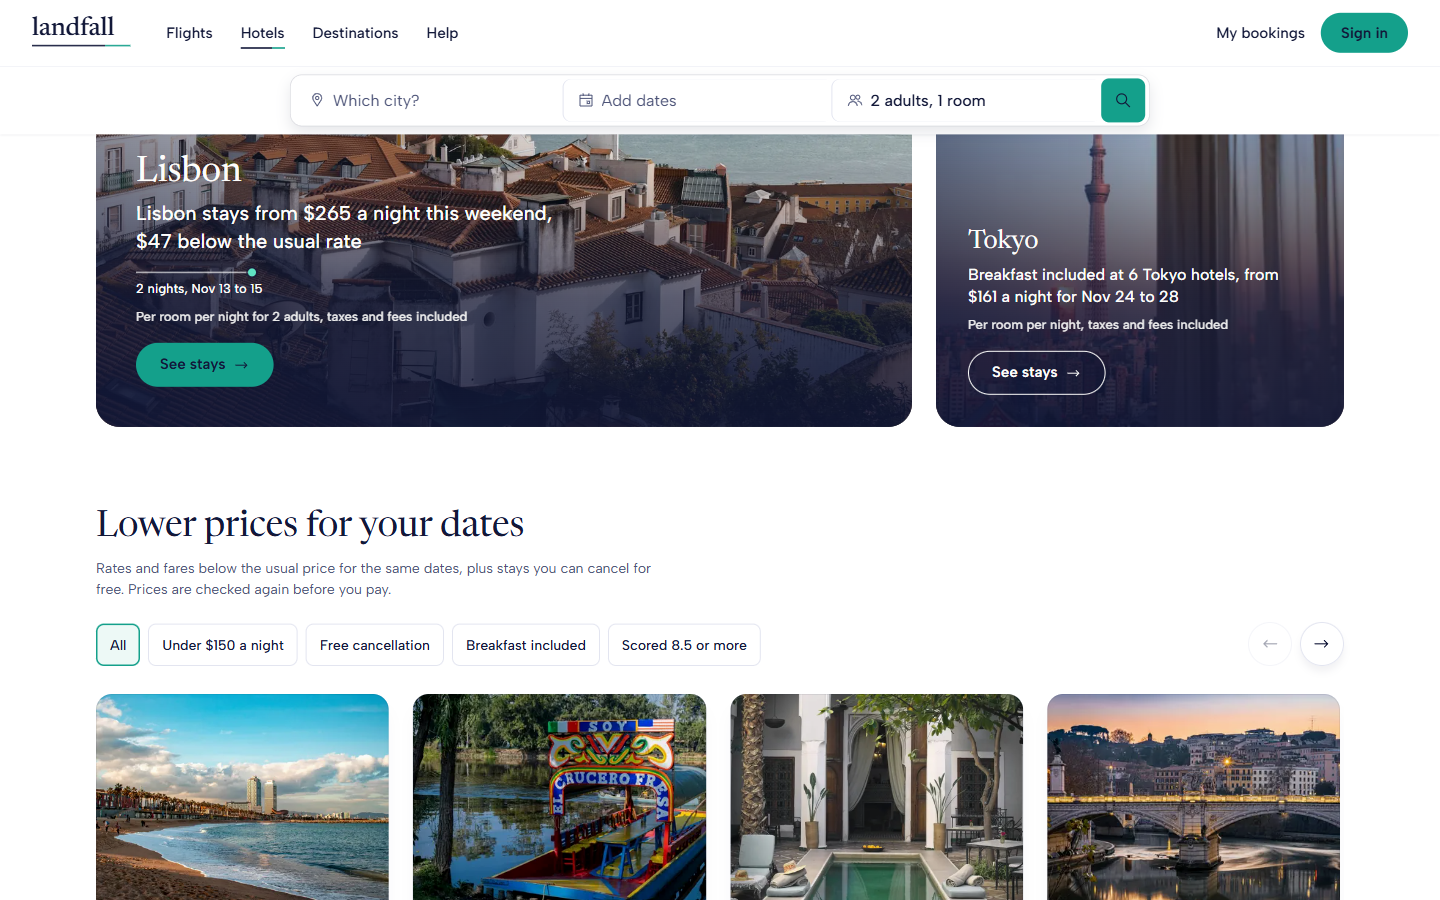 landfall
Flights
Hotels
Destinations
Help
My bookings
Sign in
Which city?
Add dates
2 adults, 1 room
Lisbon
Lisbon stays from $265 a night this weekend,
$47 below the usual rate
2 nights, Nov 13 to 15
Per room per night for 2 adults, taxes and fees included
See stays →
Tokyo
Breakfast included at 6 Tokyo hotels, from
$161 a night for Nov 24 to 28
Per room per night, taxes and fees included
See stays →
Lower prices for your dates
Rates and fares below the usual price for the same dates, plus stays you can cancel for
free. Prices are checked again before you pay.
All
Under $150 a night
Free cancellation
Breakfast included
Scored 8.5 or more
SOY
EL CRUCERO FRESA